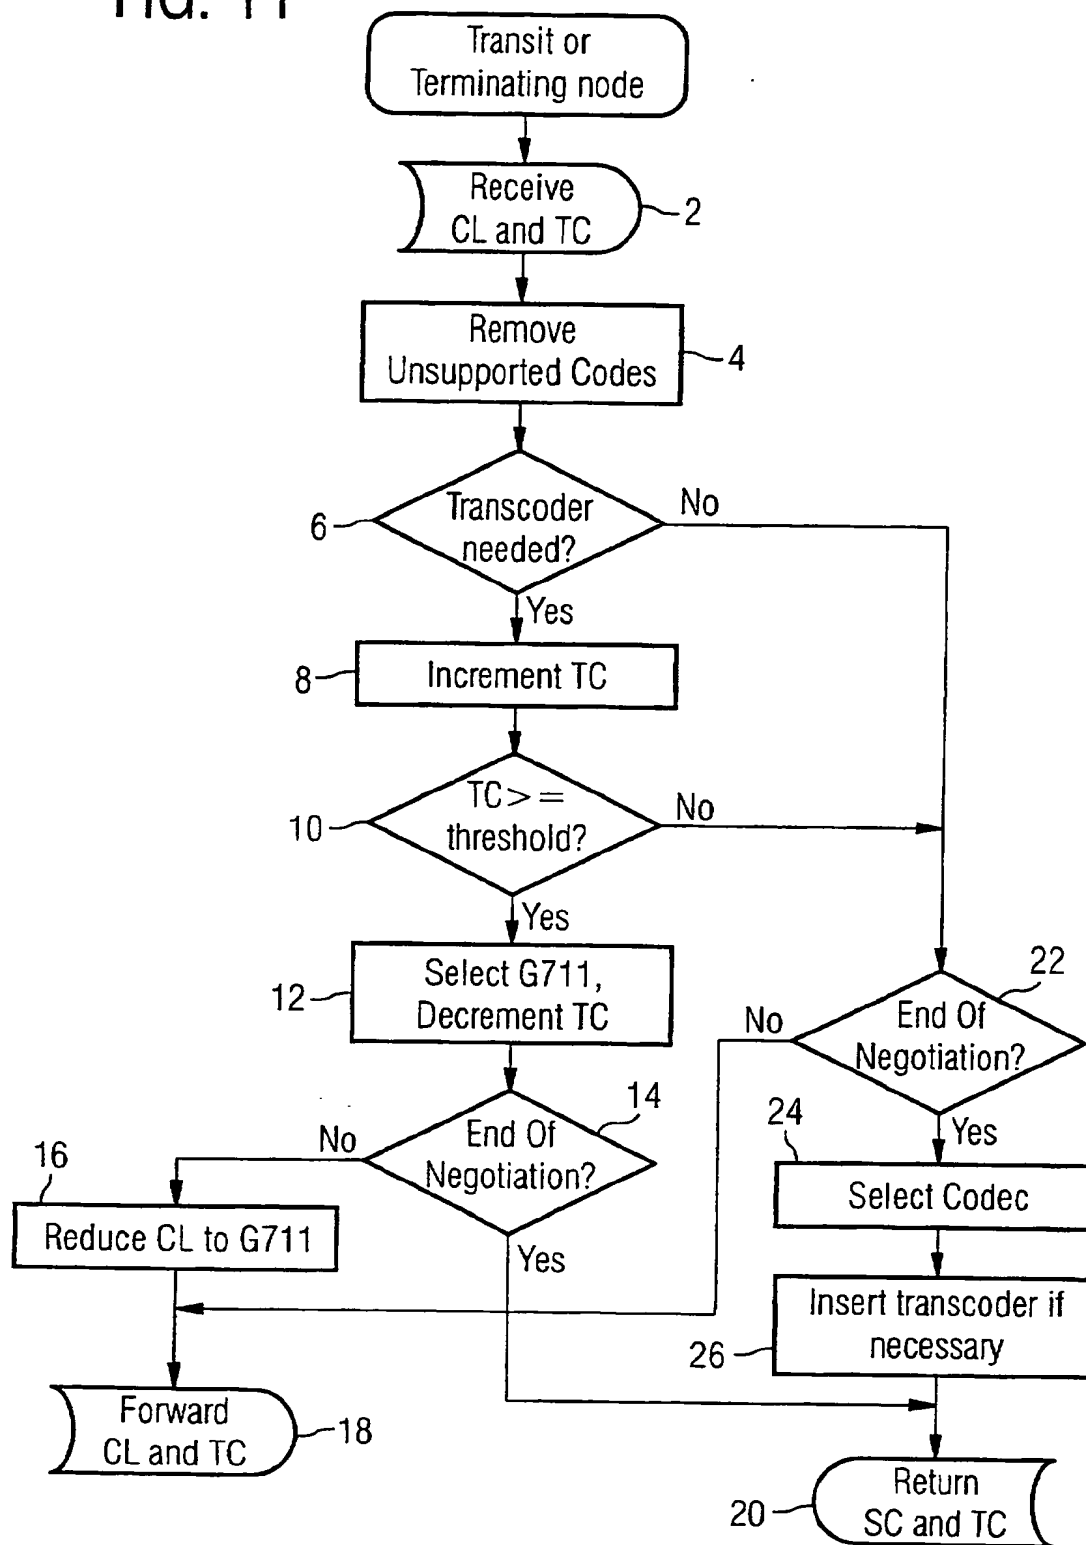 FIG. 11
Transit or
Terminating node
Receive
CL and TC
2
Remove
Unsupported Codes
4
Transcoder
needed?
6
No
Yes
Increment TC
8
TC>=
threshold?
10
No
Yes
Select G711,
Decrement TC
12
End Of
Negotiation?
22
No
Yes
End Of
Negotiation?
14
No
Yes
24
Select Codec
16
Reduce CL to G711
Insert transcoder if
necessary
26
Forward
CL and TC
18
Return
SC and TC
20